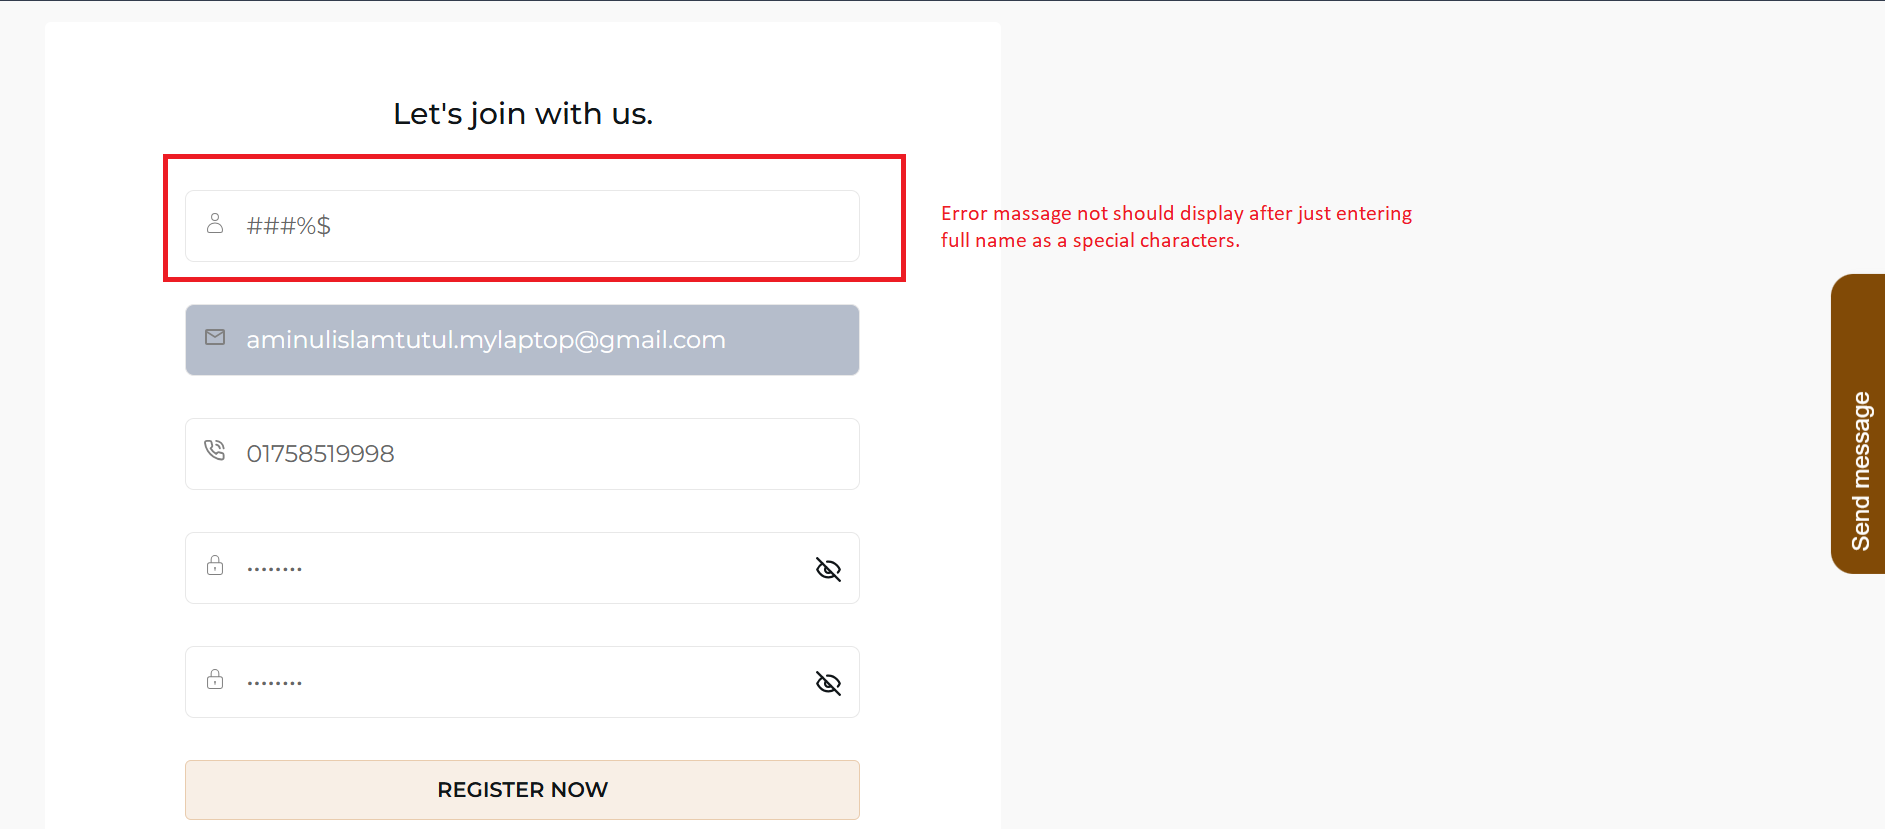 Let's join with us.
###%$
Error massage not should display after just entering
full name as a special characters.
aminulislamtutul.mylaptop@gmail.com
01758519998
········
········
REGISTER NOW
Send message